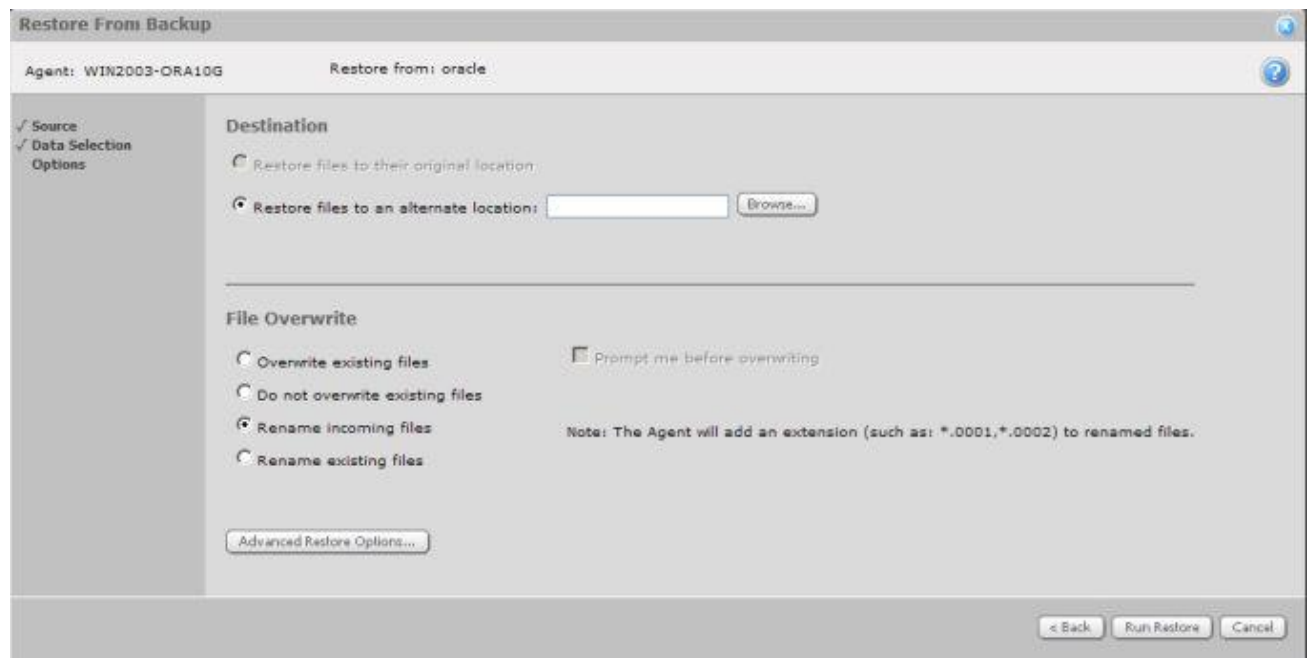 Restore From Backup
Agent: WIN2003-ORA10G Restore from: oracle
Source
Data Selection
Options
Destination
Restore files to their original location
Restore files to an alternate location: Browse...
File Overwrite
Overwrite existing files Prompt me before overwriting
Do not overwrite existing files
Rename incoming files Note: The Agent will add an extension (such as: *.0001,*.0002) to renamed files.
Rename existing files
Advanced Restore Options...
< Back Run Restore Cancel